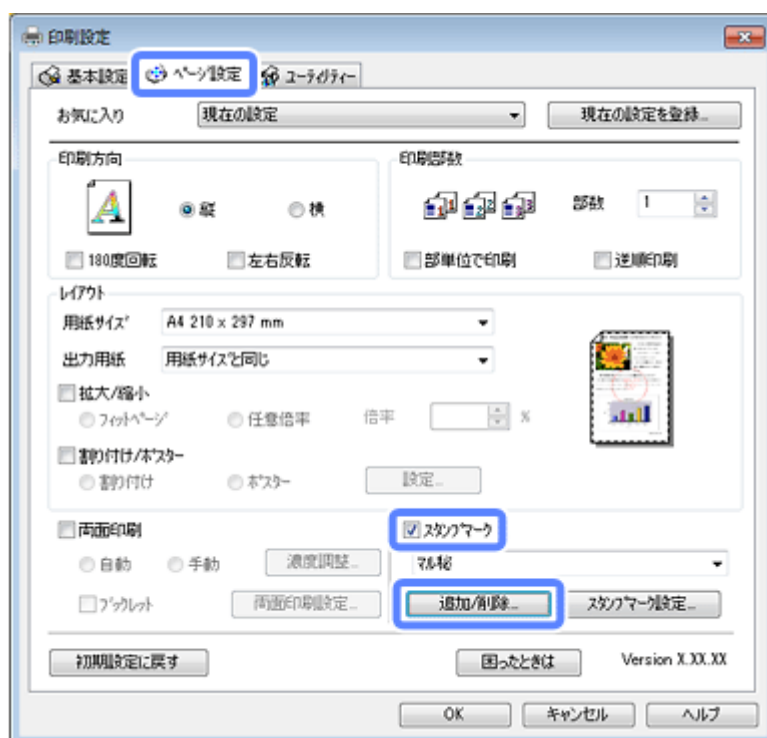 印刷設定
基本設定 ページ設定 ユーティリティー
お気に入り 現在の設定 現在の設定を登録...
印刷方向 印刷部数
縦 横 部数 1
180度回転 左右反転 部単位で印刷 逆順印刷
レイアウト
用紙サイズ A4 210 x 297 mm
出力用紙 用紙サイズと同じ
拡大/縮小
フィットページ 任意倍率 倍率 %
割り付け/ポスター
割り付け ポスター 設定...
両面印刷 スタンプマーク
自動 手動 濃度調整... マル秘
ブックレット 両面印刷設定... 追加/削除... スタンプマーク設定...
初期設定に戻す 困ったときは Version X.XX.XX
OK キャンセル ヘルプ